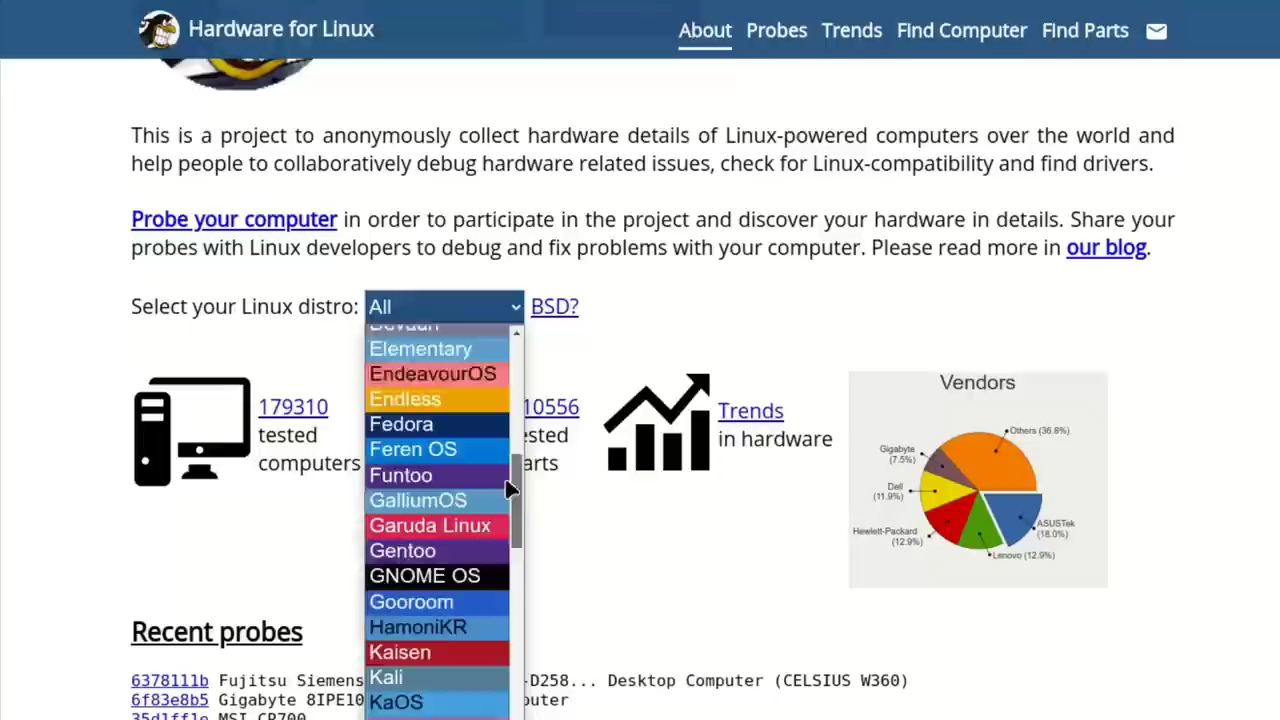 Hardware for Linux
About Probes Trends Find Computer Find Parts
This is a project to anonymously collect hardware details of Linux-powered computers over the world and
help people to collaboratively debug hardware related issues, check for Linux-compatibility and find drivers.
Probe your computer in order to participate in the project and discover your hardware in details. Share your
probes with Linux developers to debug and fix problems with your computer. Please read more in our blog.
Select your Linux distro: All BSD?
Elementary
EndeavourOS
Endless
Fedora
Feren OS
Funtoo
GalliumOS
Garuda Linux
Gentoo
GNOME OS
Gooroom
HamoniKR
Kaisen
Kali
KaOS
179310
tested
computers
10556
ested
arts
Trends
in hardware
Vendors
Others (36.8%)
Gigabyte
(7.5%)
Dell
(11.9%)
Hewlett-Packard
(12.9%)
Lenovo (12.9%)
ASUSTek
(18.0%)
Recent probes
6378111b Fujitsu Siemens -D258... Desktop Computer (CELSIUS W360)
6f83e8b5 Gigabyte 8IPE10 outer
35d1ff1e MSI CR700